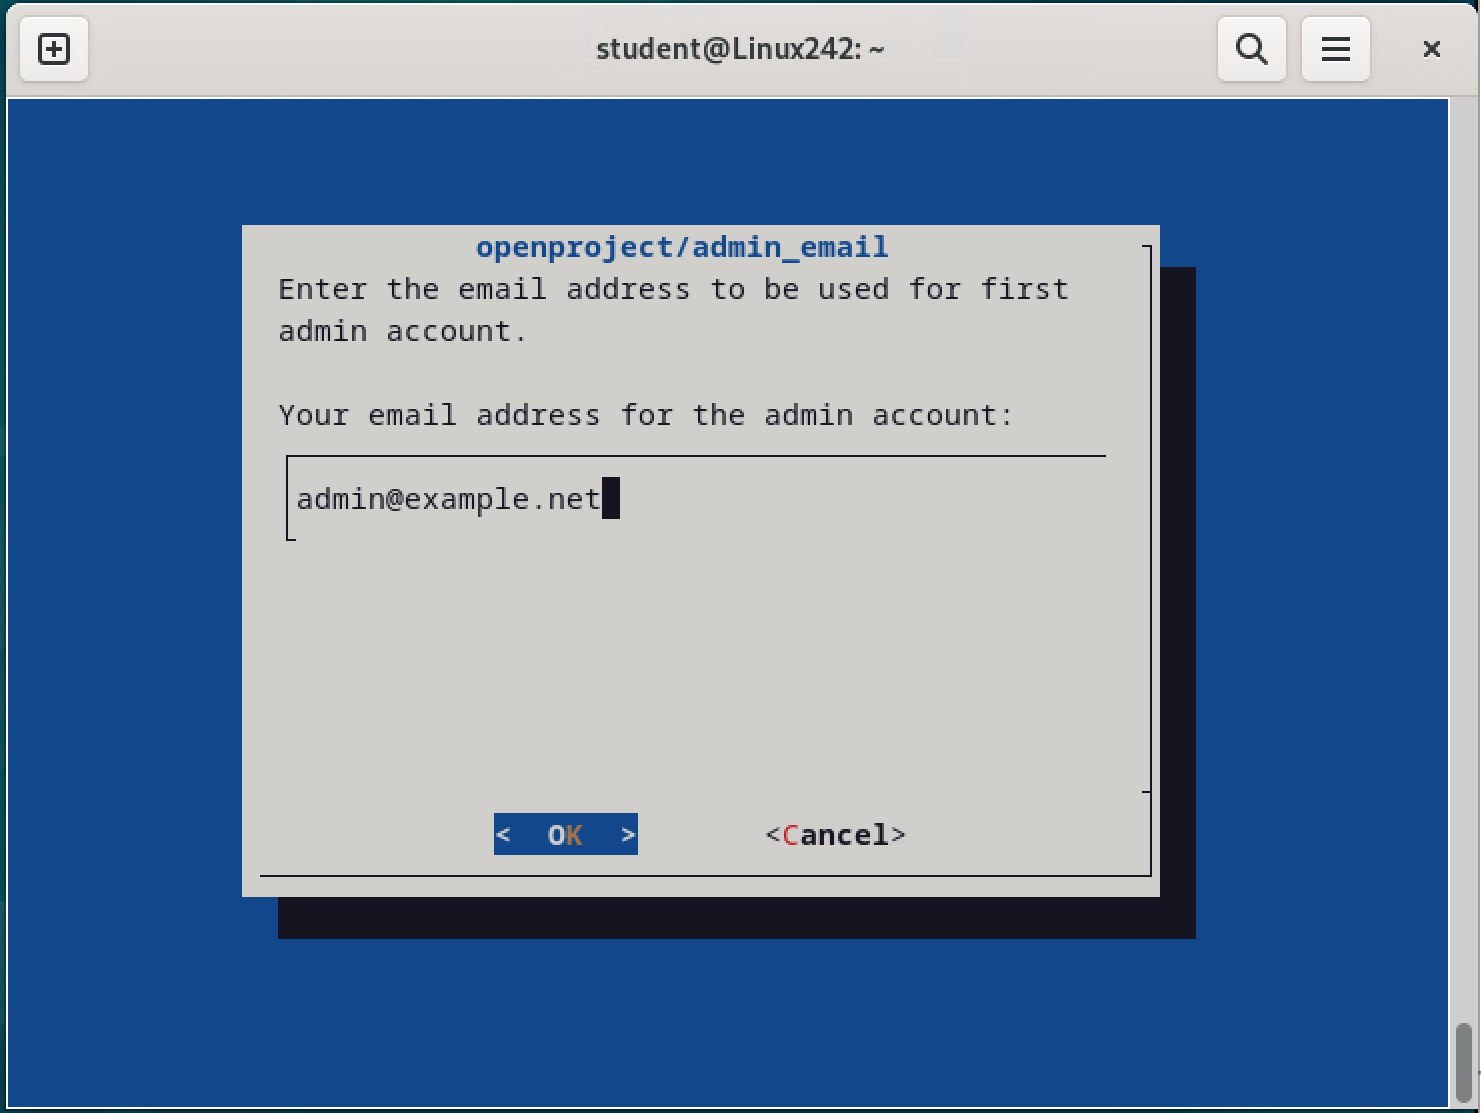 student@Linux242: ~
openproject/admin_email
Enter the email address to be used for first
admin account.
Your email address for the admin account:
admin@example.net
< OK > <Cancel>